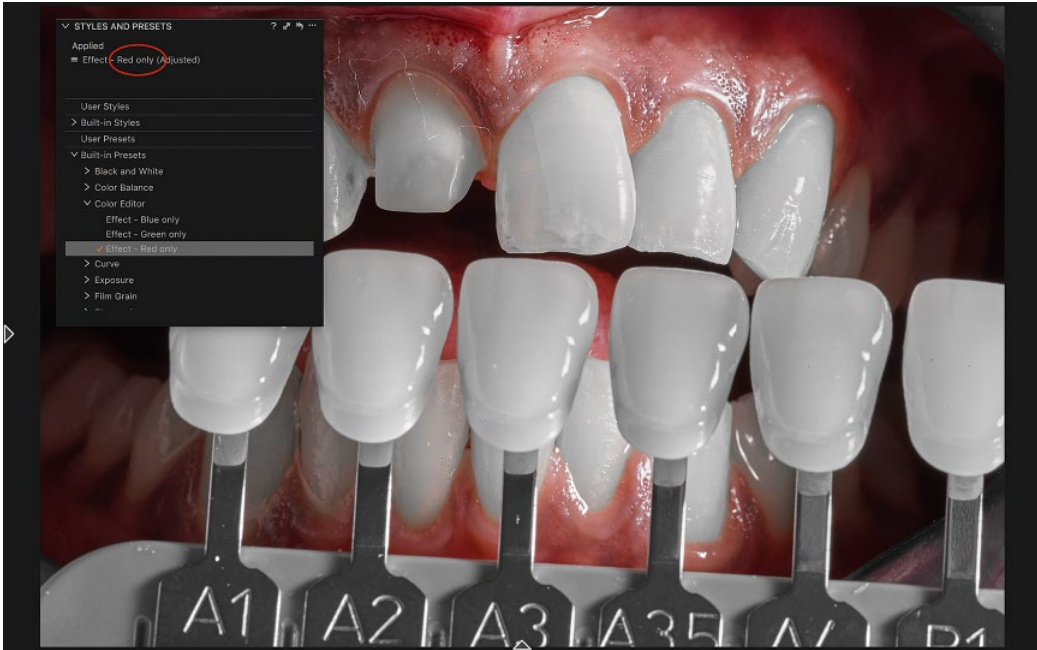 STYLES AND PRESETS
Applied
Effect - Red only (Adjusted)
User Styles
Built-in Styles
User Presets
Built-in Presets
Black and White
Color Balance
Color Editor
Effect - Blue only
Effect - Green only
Effect - Red only
Curve
Exposure
Film Grain
A1 A2 A3 A35